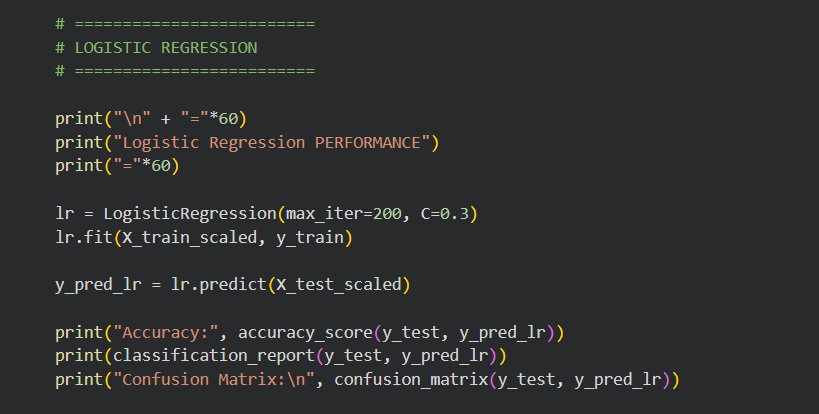 # =========================
# LOGISTIC REGRESSION
# =========================
print("\n" + "="*60)
print("Logistic Regression PERFORMANCE")
print("="*60)
lr = LogisticRegression(max_iter=200, C=0.3)
lr.fit(X_train_scaled, y_train)
y_pred_lr = lr.predict(X_test_scaled)
print("Accuracy:", accuracy_score(y_test, y_pred_lr))
print(classification_report(y_test, y_pred_lr))
print("Confusion Matrix:\n", confusion_matrix(y_test, y_pred_lr))